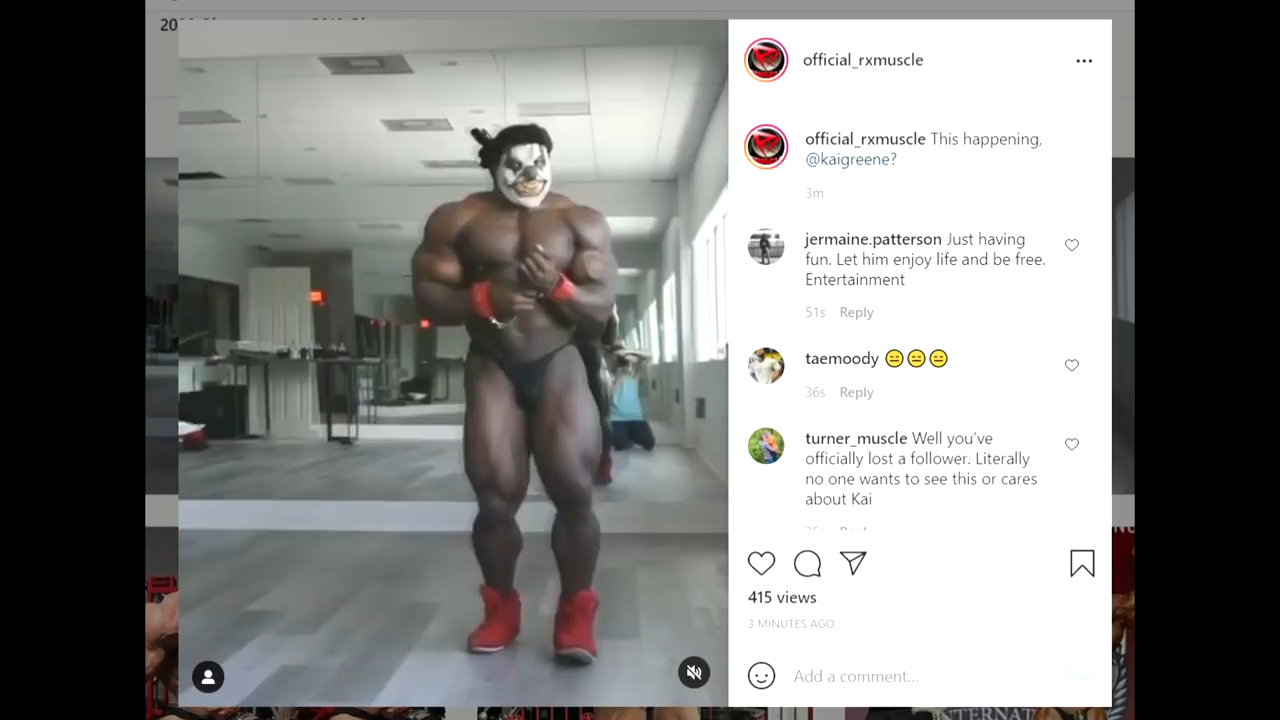 official_rxmuscle
official_rxmuscle This happening,
@kaigreene?
3m
jermaine.patterson Just having
fun. Let him enjoy life and be free.
Entertainment
51s Reply
taemoody 😑😑😑
36s Reply
turner_muscle Well you've
officially lost a follower. Literally
no one wants to see this or cares
about Kai
415 views
3 MINUTES AGO
Add a comment...
Post